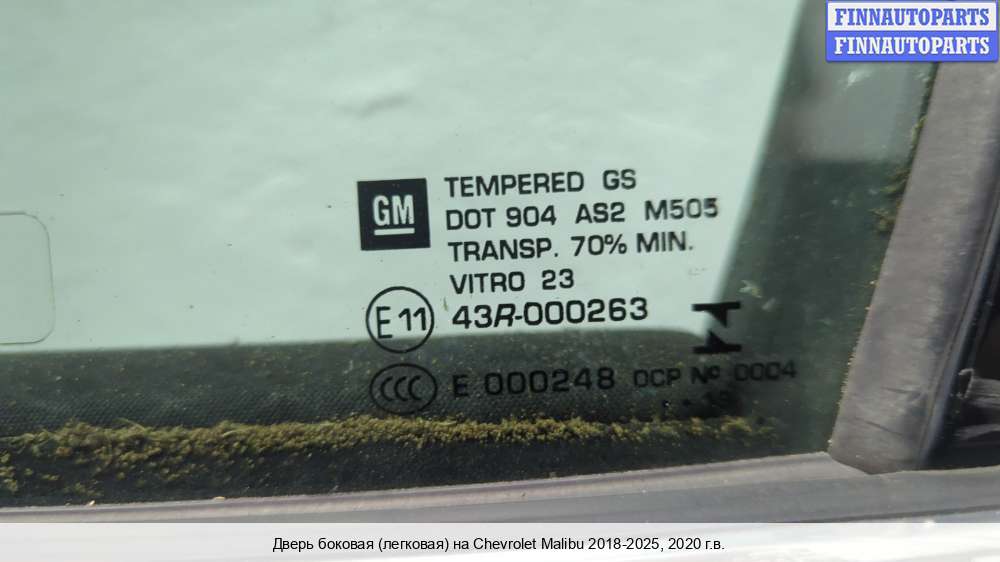 FINNAUTOPARTS
FINNAUTOPARTS
GM
TEMPERED GS
DOT 904 AS2 M505
TRANSP. 70% MIN.
VITRO 23
E11 43R-000263
CCC E 000248 OCP Nº 0004
Дверь боковая (легковая) на Chevrolet Malibu 2018-2025, 2020 г.в.